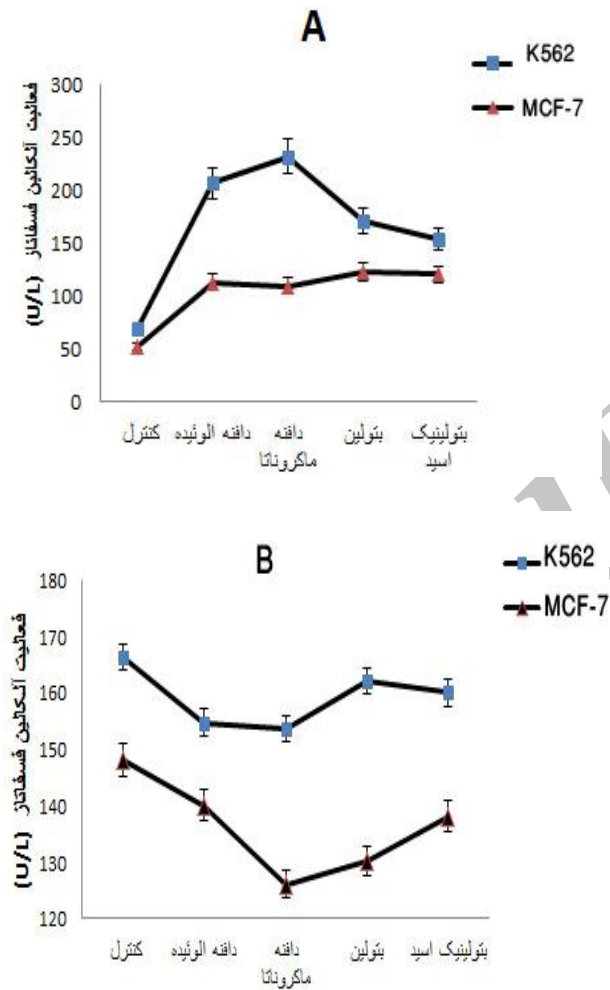 A
K562
MCF-7
فعالیت آلکالین فسفاتاز (U/L)
300
250
200
150
100
50
0
کنترل
دافنه الوئیده
دافنه
ماکروناتا
بتولین
بتولینیک
اسید
B
K562
MCF-7
فعالیت آلکالین فسفاتاز (U/L)
180
170
160
150
140
130
120
کنترل
دافنه الوئیده
دافنه
ماکروناتا
بتولین
بتولینیک اسید